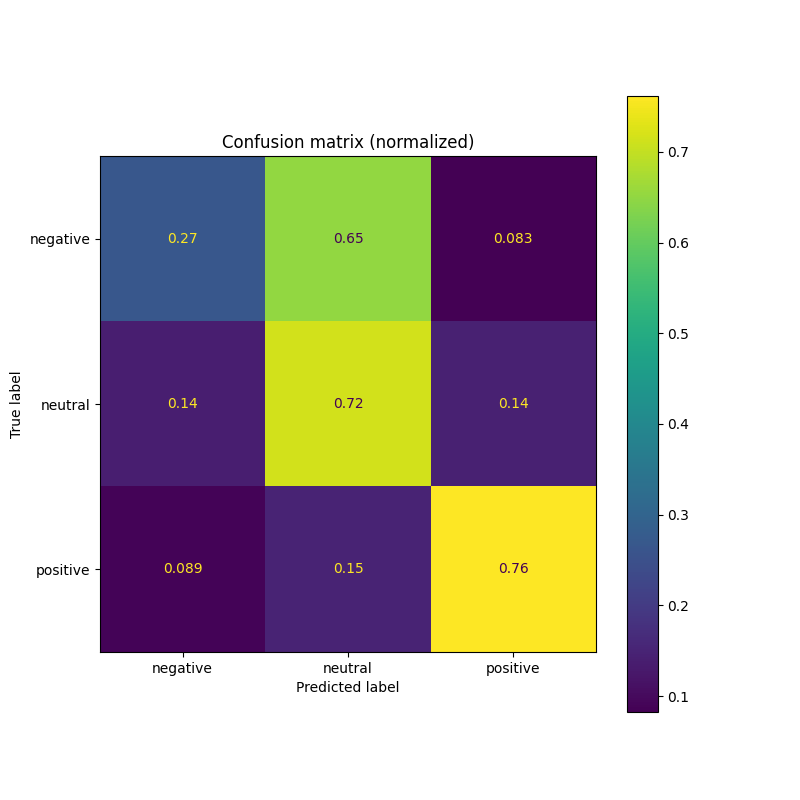 Confusion matrix (normalized)
True label
negative
0.27
0.65
0.083
neutral
0.14
0.72
0.14
positive
0.089
0.15
0.76
negative
neutral
positive
Predicted label
0.7
0.6
0.5
0.4
0.3
0.2
0.1